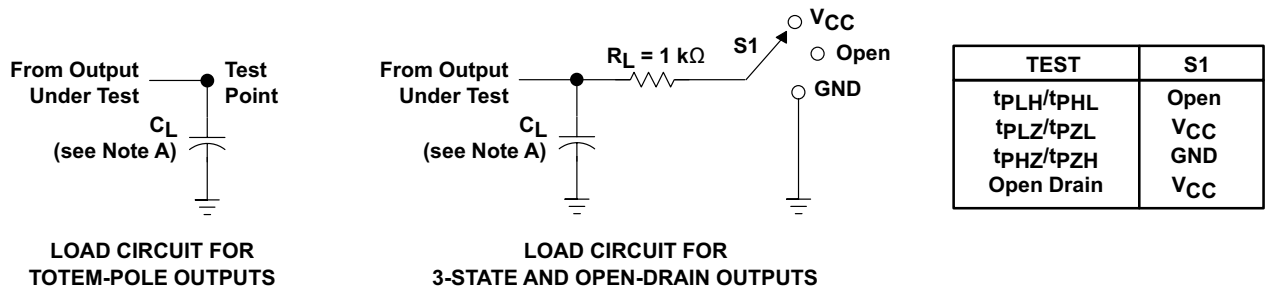 From Output
Under Test
Test
Point
CL
(see Note A)
LOAD CIRCUIT FOR
TOTEM-POLE OUTPUTS
From Output
Under Test
RL = 1 kΩ
S1
VCC
Open
GND
CL
(see Note A)
LOAD CIRCUIT FOR
3-STATE AND OPEN-DRAIN OUTPUTS
TEST S1
tPLH/tPHL Open
tPLZ/tPZL VCC
tPHZ/tPZH GND
Open Drain VCC